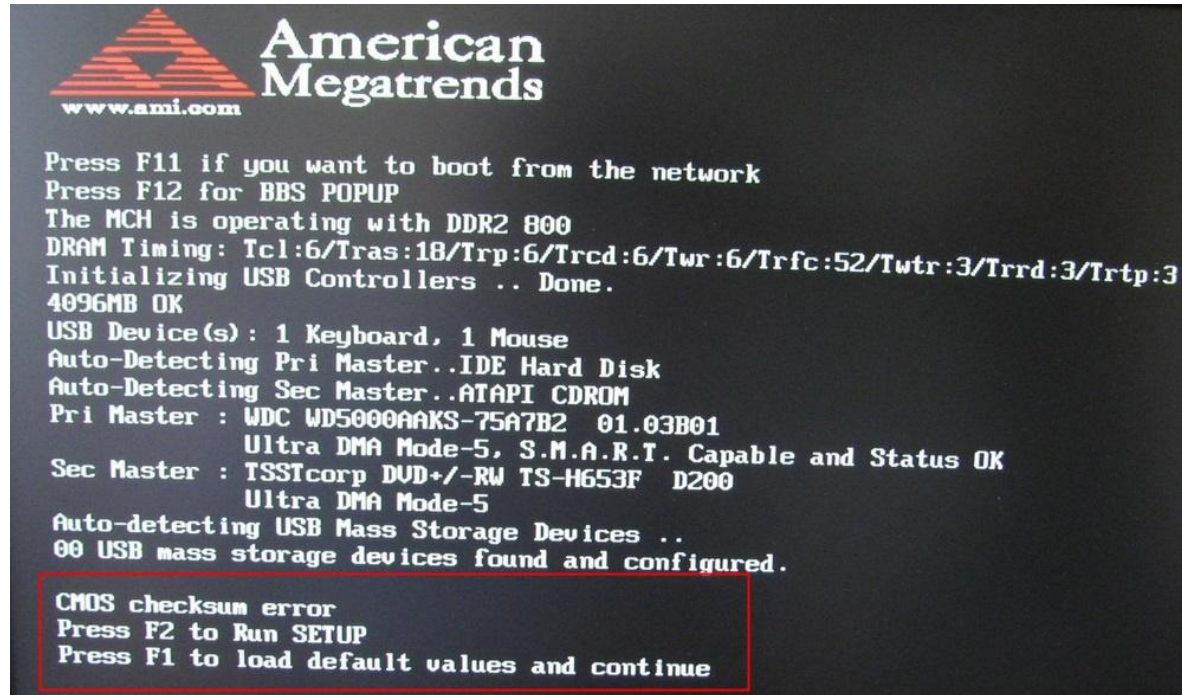 American
Megatrends
www.ami.com
Press F11 if you want to boot from the network
Press F12 for BBS POPUP
The MCH is operating with DDR2 800
DRAM Timing: Tcl:6/Tras:18/Trp:6/Trcd:6/Twr:6/Trfc:52/Twtr:3/Trrd:3/Trtp:3
Initializing USB Controllers .. Done.
4096MB OK
USB Device(s): 1 Keyboard, 1 Mouse
Auto-Detecting Pri Master..IDE Hard Disk
Auto-Detecting Sec Master..ATAPI CDROM
Pri Master : WDC WD5000AAKS-75A7B2 01.03B01
Ultra DMA Mode-5, S.M.A.R.T. Capable and Status OK
Sec Master : TSSTcorp DVD+/-RW TS-H653F D200
Ultra DMA Mode-5
Auto-detecting USB Mass Storage Devices ..
00 USB mass storage devices found and configured.
CMOS checksum error
Press F2 to Run SETUP
Press F1 to load default values and continue